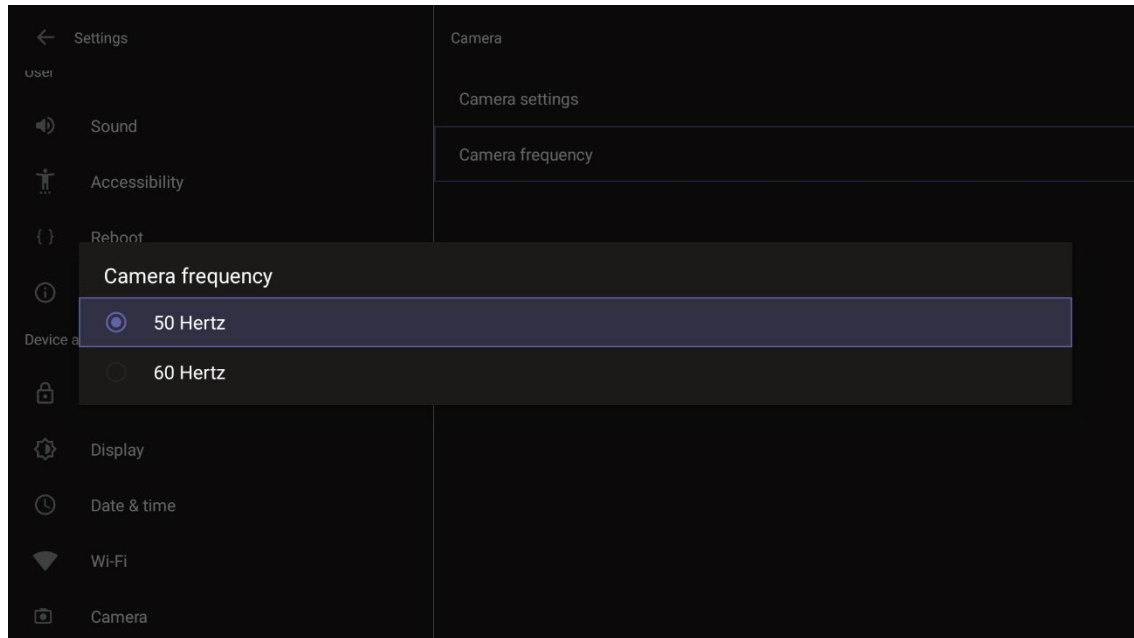 Settings
User
Sound
Accessibility
{ } Reboot
Device a
Display
Date & time
Wi-Fi
Camera
Camera
Camera settings
Camera frequency
Camera frequency
50 Hertz
60 Hertz